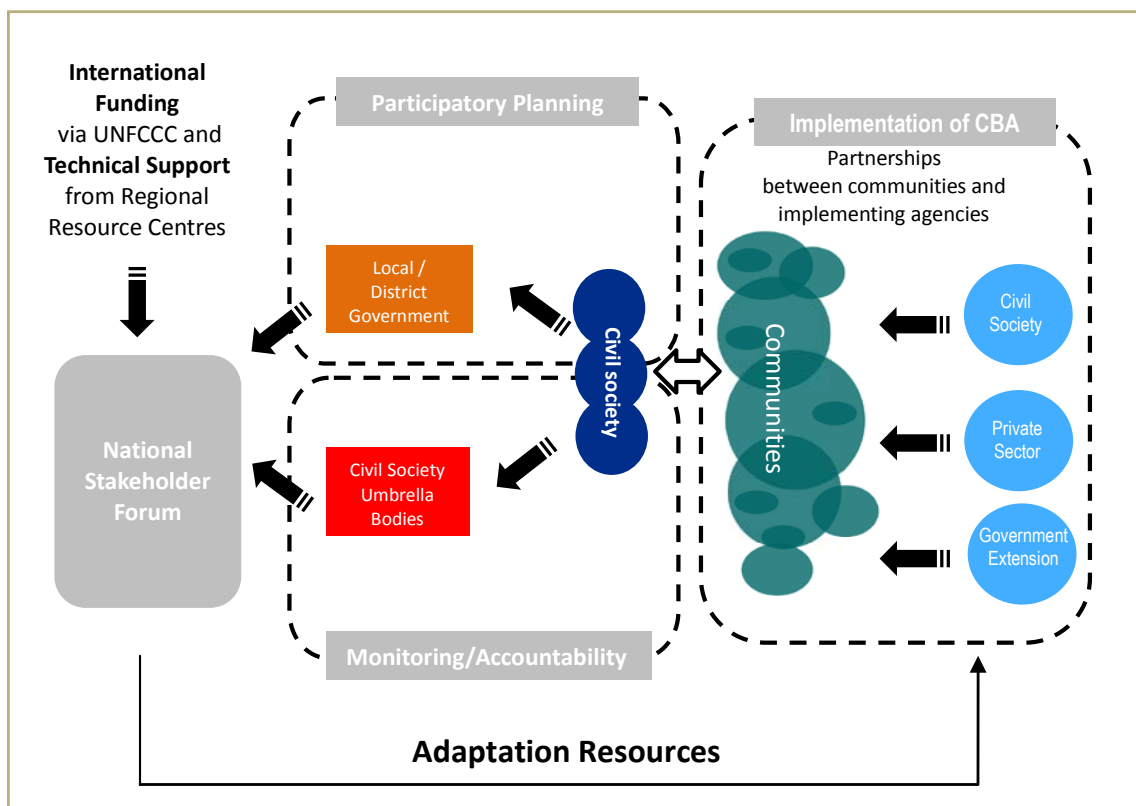 International
Funding
via UNFCCC and
Technical Support
from Regional
Resource Centres
National
Stakeholder
Forum
Participatory Planning
Local /
District
Government
Civil society
Civil Society
Umbrella
Bodies
Monitoring/Accountability
Implementation of CBA
Partnerships
between communities and
implementing agencies
Communities
Civil
Society
Private
Sector
Government
Extension
Adaptation Resources